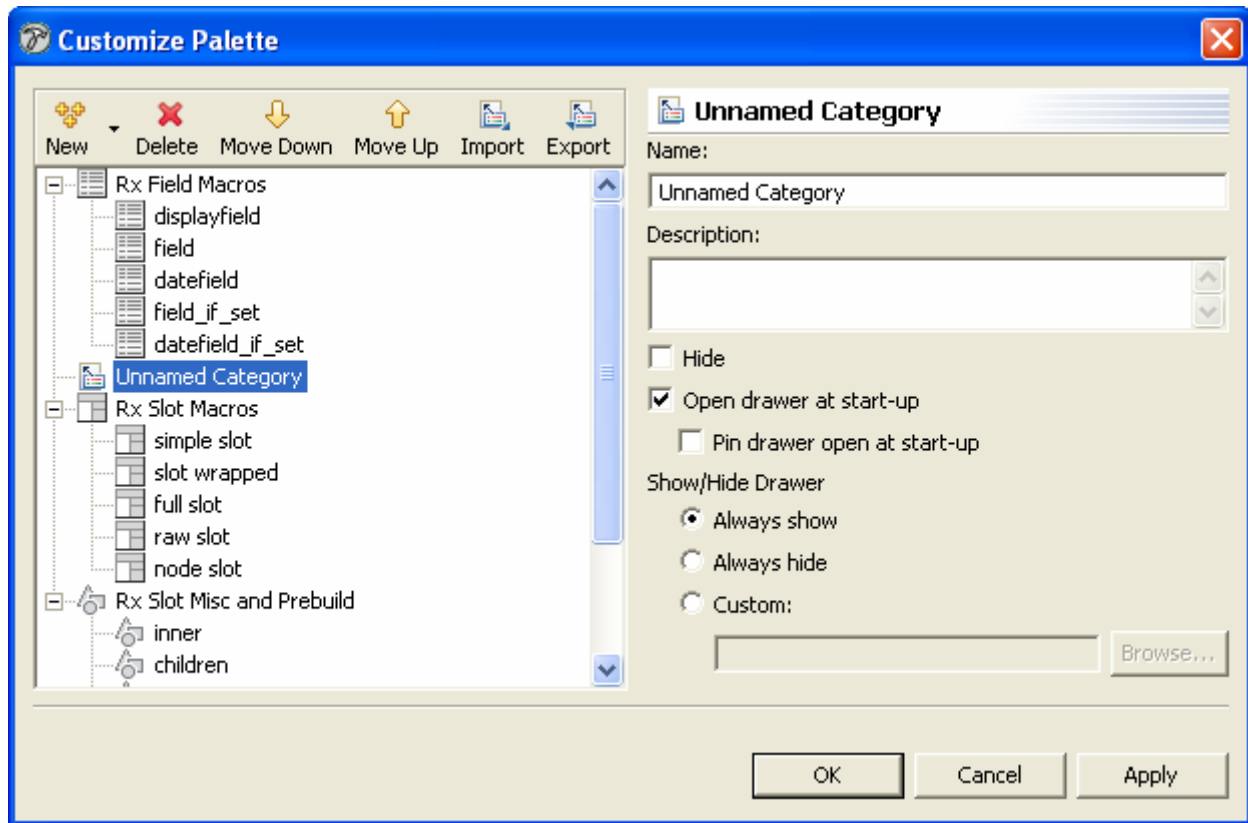 Customize Palette
New Delete Move Down Move Up Import Export
Rx Field Macros
displayfield
field
datefield
field_if_set
datefield_if_set
Unnamed Category
Rx Slot Macros
simple slot
slot wrapped
full slot
raw slot
node slot
Rx Slot Misc and Prebuild
inner
children
Unnamed Category
Name:
Unnamed Category
Description:
Hide
Open drawer at start-up
Pin drawer open at start-up
Show/Hide Drawer
Always show
Always hide
Custom:
Browse...
OK Cancel Apply